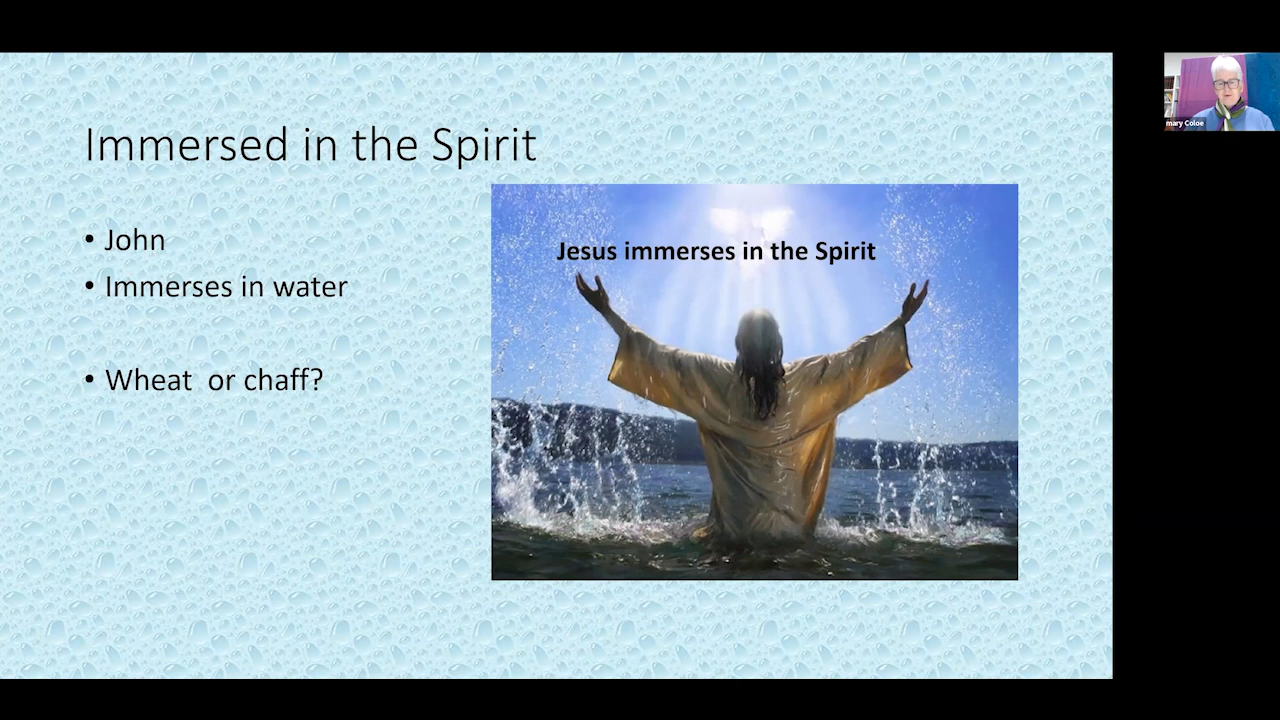 Immersed in the Spirit
• John
• Immerses in water
• Wheat  or chaff?
Jesus immerses in the Spirit
mary Coloe